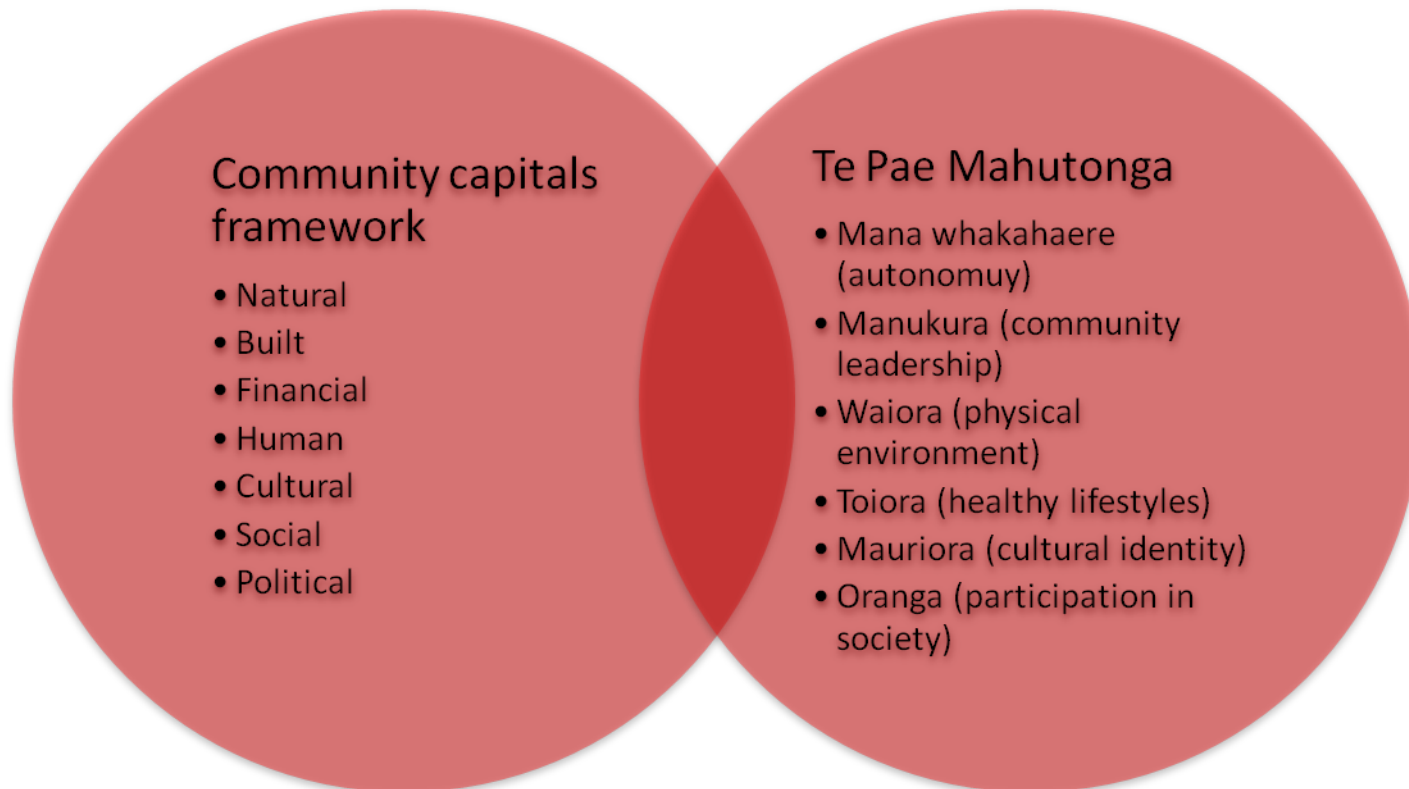 Community capitals
framework
• Natural
• Built
• Financial
• Human
• Cultural
• Social
• Political
Te Pae Mahutonga
• Mana whakahaere
(autonomuy)
• Manukura (community
leadership)
• Waiora (physical
environment)
• Toiora (healthy lifestyles)
• Mauriora (cultural identity)
• Oranga (participation in
society)